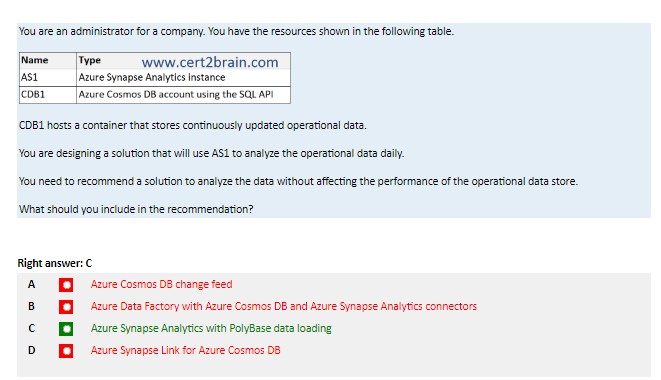 You are an administrator for a company. You have the resources shown in the following table.
Name Type www.cert2brain.com
AS1 Azure Synapse Analytics instance
CDB1 Azure Cosmos DB account using the SQL API
CDB1 hosts a container that stores continuously updated operational data.
You are designing a solution that will use AS1 to analyze the operational data daily.
You need to recommend a solution to analyze the data without affecting the performance of the operational data store.
What should you include in the recommendation?
Right answer: C
A Azure Cosmos DB change feed
B Azure Data Factory with Azure Cosmos DB and Azure Synapse Analytics connectors
C Azure Synapse Analytics with PolyBase data loading
D Azure Synapse Link for Azure Cosmos DB